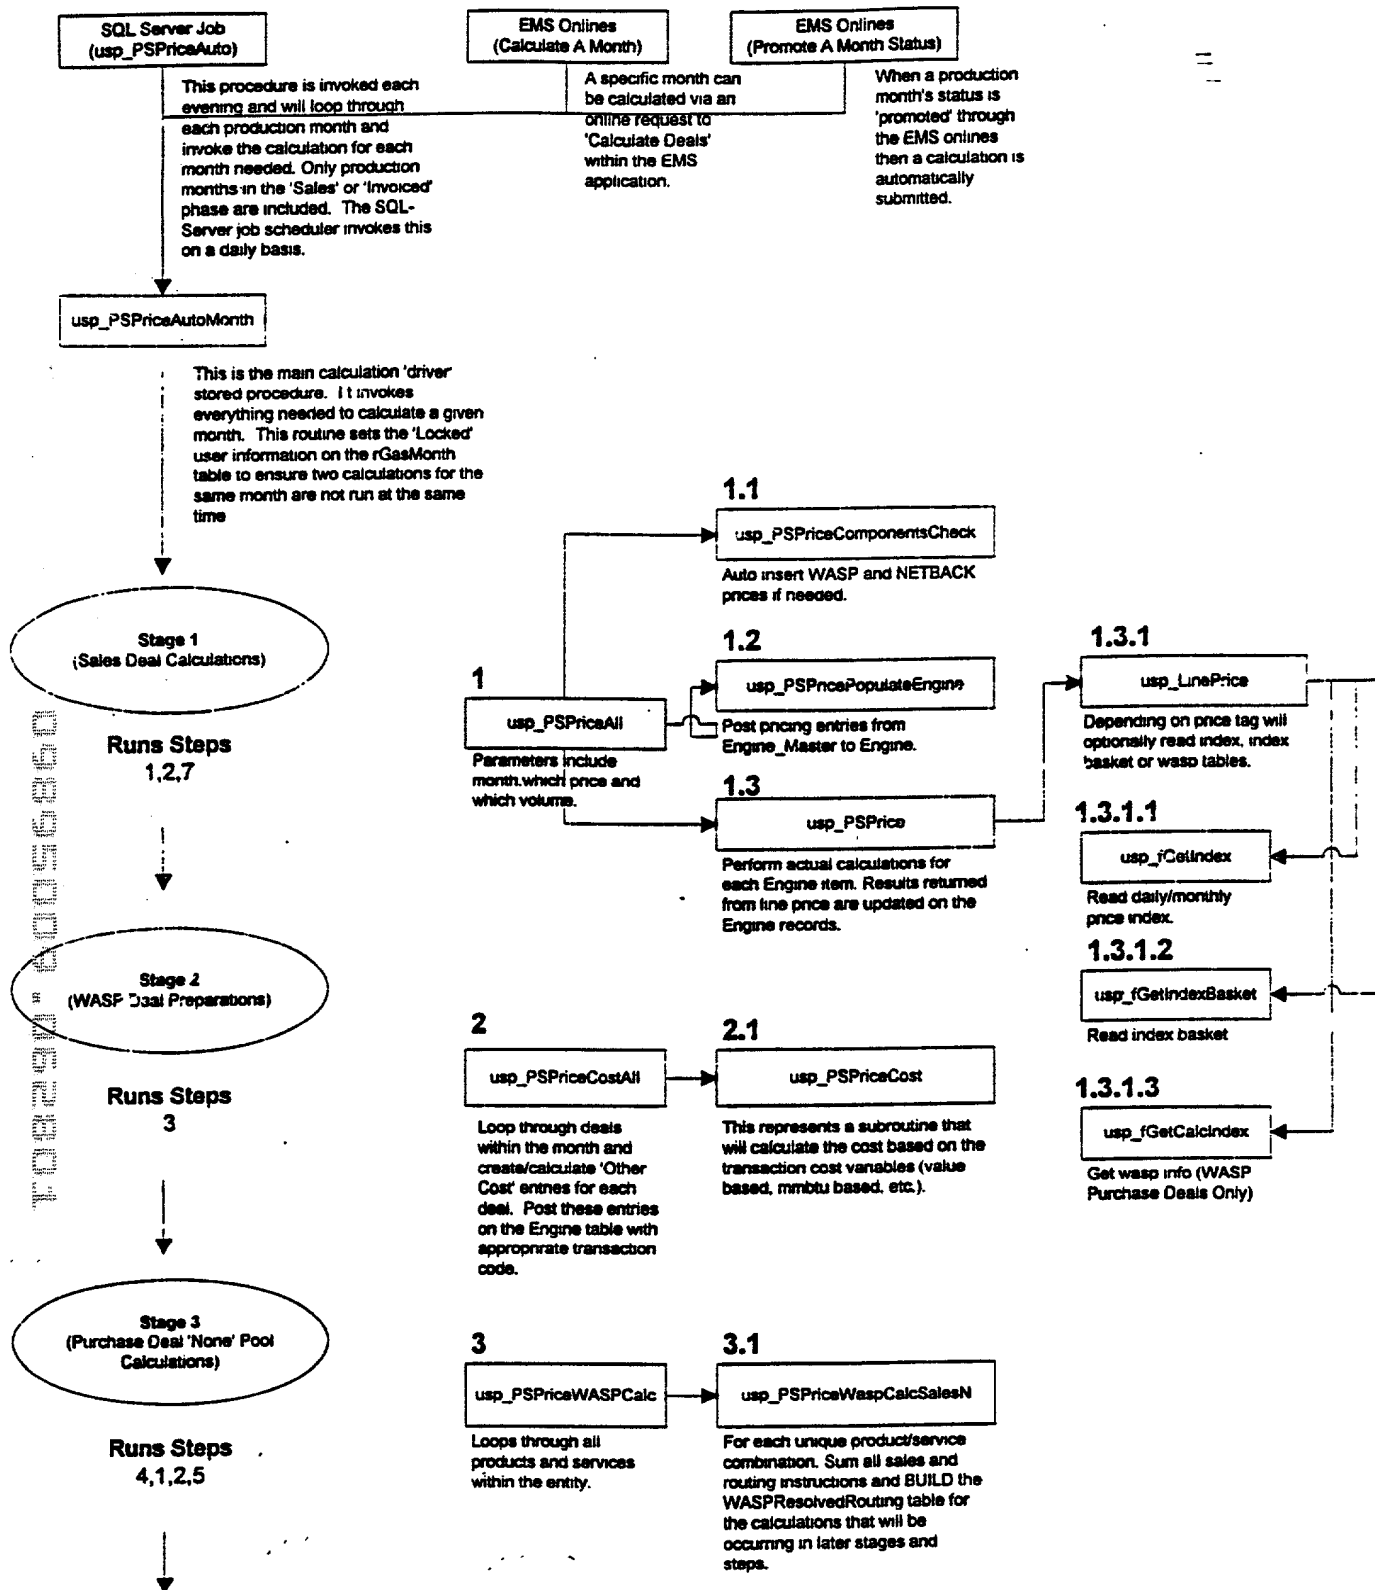 SQL Server Job
(usp_PSPriceAuto)
EMS Onlines
(Calculate A Month)
EMS Onlines
(Promote A Month Status)
This procedure is invoked each
evening and will loop through
each production month and
invoke the calculation for each
month needed. Only production
months in the 'Sales' or 'Invoiced'
phase are included. The SQL-
Server job scheduler invokes this
on a daily basis.
A specific month can
be calculated via an
online request to
'Calculate Deals'
within the EMS
application.
When a production
month's status is
'promoted' through
the EMS onlines
then a calculation is
automatically
submitted.
usp_PSPriceAutoMonth
This is the main calculation 'driver'
stored procedure. It invokes
everything needed to calculate a given
month. This routine sets the 'Locked'
user information on the rGasMonth
table to ensure two calculations for the
same month are not run at the same
time
Stage 1
(Sales Deal Calculations)
Runs Steps
1,2,7
Stage 2
(WASP Deal Preparations)
Runs Steps
3
Stage 3
(Purchase Deal 'None' Pool
Calculations)
Runs Steps
4,1,2,5
1
usp_PSPriceAll
Parameters include
month.which price and
which volume.
1.1
usp_PSPriceComponentsCheck
Auto insert WASP and NETBACK
prices if needed.
1.2
usp_PSPricePopulateEngine
Post pricing entries from
Engine_Master to Engine.
1.3
usp_PSPrice
Perform actual calculations for
each Engine item. Results returned
from line price are updated on the
Engine records.
1.3.1
usp_LinePrice
Depending on price tag will
optionally read index, index
basket or wasp tables.
1.3.1.1
usp_fGetIndex
Read daily/monthly
price index.
1.3.1.2
usp_fGetIndexBasket
Read index basket
1.3.1.3
usp_fGetCalcIndex
Get wasp info (WASP
Purchase Deals Only)
2
usp_PSPriceCostAll
Loop through deals
within the month and
create/calculate 'Other
Cost' entries for each
deal. Post these entries
on the Engine table with
appropriate transaction
code.
2.1
usp_PSPriceCost
This represents a subroutine that
will calculate the cost based on the
transaction cost variables (value
based, mmbtu based, etc.).
3
usp_PSPriceWASPCalc
Loops through all
products and services
within the entity.
3.1
usp_PSPriceWaspCalcSalesN
For each unique product/service
combination. Sum all sales and
routing instructions and BUILD the
WASPResolvedRouting table for
the calculations that will be
occurring in later stages and
steps.